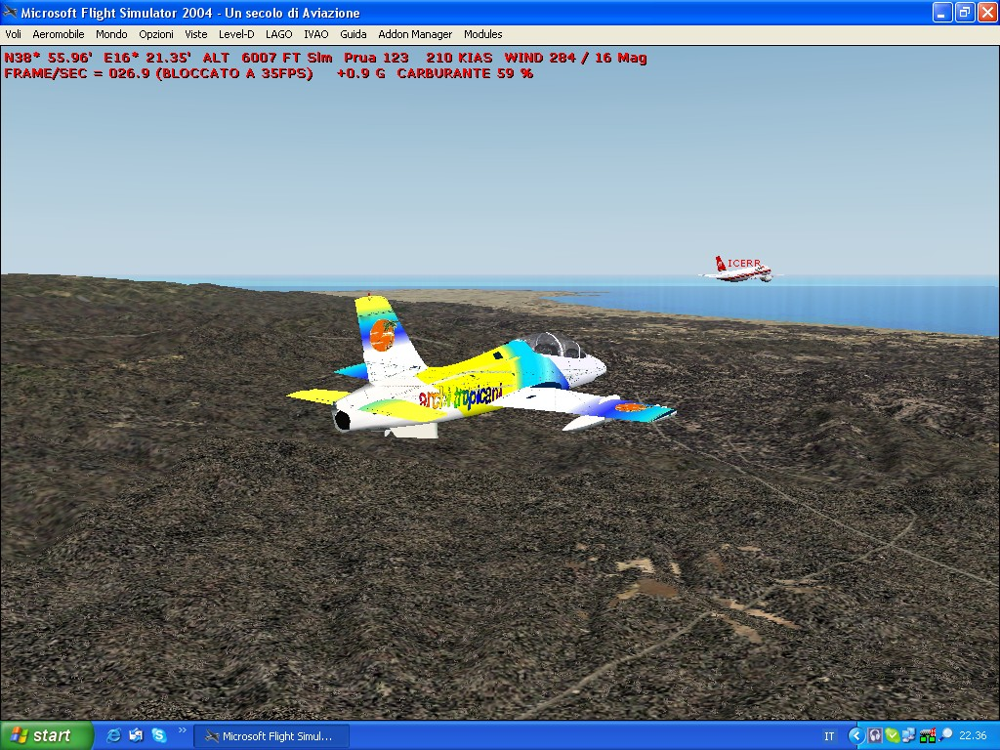 Microsoft Flight Simulator 2004 - Un secolo di Aviazione
Voli Aeromobile Mondo Opzioni Viste Level-D LAGO IVAO Guida Addon Manager Modules
N38* 55.96' E16* 21.35' ALT 6007 FT Slm Prua 123 210 KIAS WIND 284 / 16 Mag
FRAME/SEC = 026.9 (BLOCCATO A 35FPS) +0.9 G CARBURANTE 59 %
ICERR
tropicani
start
Microsoft Flight Simul...
IT
22.36